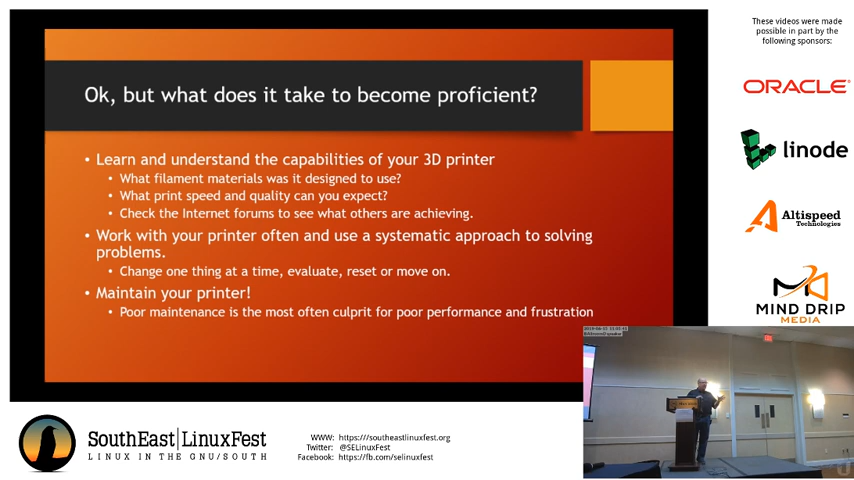 These videos were made
possible in part by the
following sponsors:
ORACLE
linode
Altispeed
Technologies
MIND DRIP
MEDIA
Ok, but what does it take to become proficient?
• Learn and understand the capabilities of your 3D printer
• What filament materials was it designed to use?
• What print speed and quality can you expect?
• Check the Internet forums to see what others are achieving.
• Work with your printer often and use a systematic approach to solving
problems.
• Change one thing at a time, evaluate, reset or move on.
• Maintain your printer!
• Poor maintenance is the most often culprit for poor performance and frustration
SouthEast|LinuxFest
LINUX IN THE GNU/SOUTH
WWW: https://southeastlinuxfest.org
Twitter: @SELinuxFest
Facebook: https://fb.com/selinuxfest